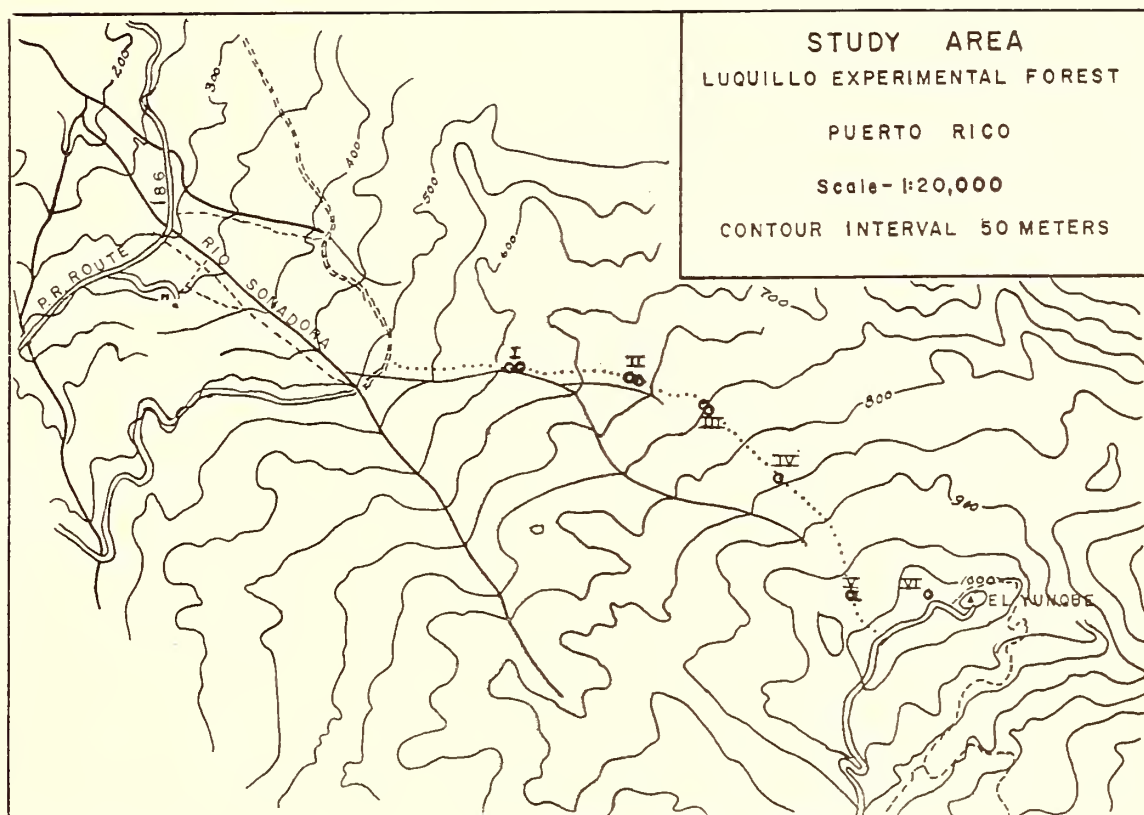 STUDY AREA
LUQUILLO EXPERIMENTAL FOREST
PUERTO RICO
Scale - 1:20,000
CONTOUR INTERVAL 50 METERS
200
300
400
500
600
700
800
900
1000
P.R. ROUTE 186
RIO SONADORA
I
II
III
IV
V
VI
EL YUNQUE